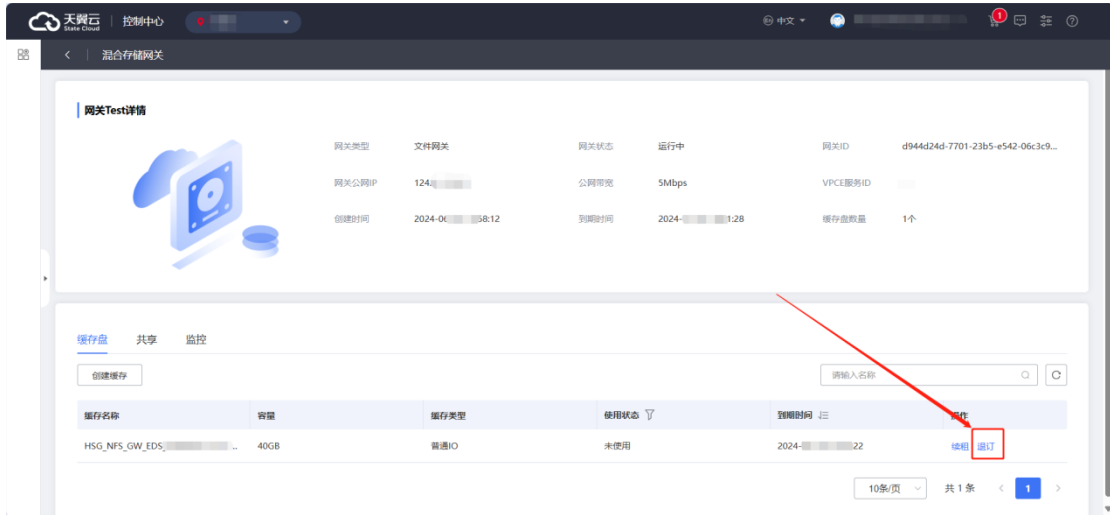 天翼云 State Cloud 控制中心 中文 1
混合存储网关
网关Test详情
网关类型 文件网关 网关状态 运行中 网关ID d944d24d-7701-23b5-e542-06c3c9...
网关公网IP 124. 公网带宽 5Mbps VPCE服务ID
创建时间 2024-06 58:12 到期时间 2024- 1:28 缓存盘数量 1个
缓存盘 共享 监控
创建缓存 请输入名称
缓存名称 容量 缓存类型 使用状态 到期时间 操作
HSG_NFS_GW_EDS_ .. 40GB 普通IO 未使用 2024- 22 续租 退订
10条/页 共 1 条 1